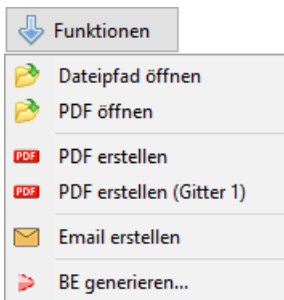 Funktionen
Dateipfad öffnen
PDF öffnen
PDF PDF erstellen
PDF PDF erstellen (Gitter 1)
Email erstellen
BE generieren...